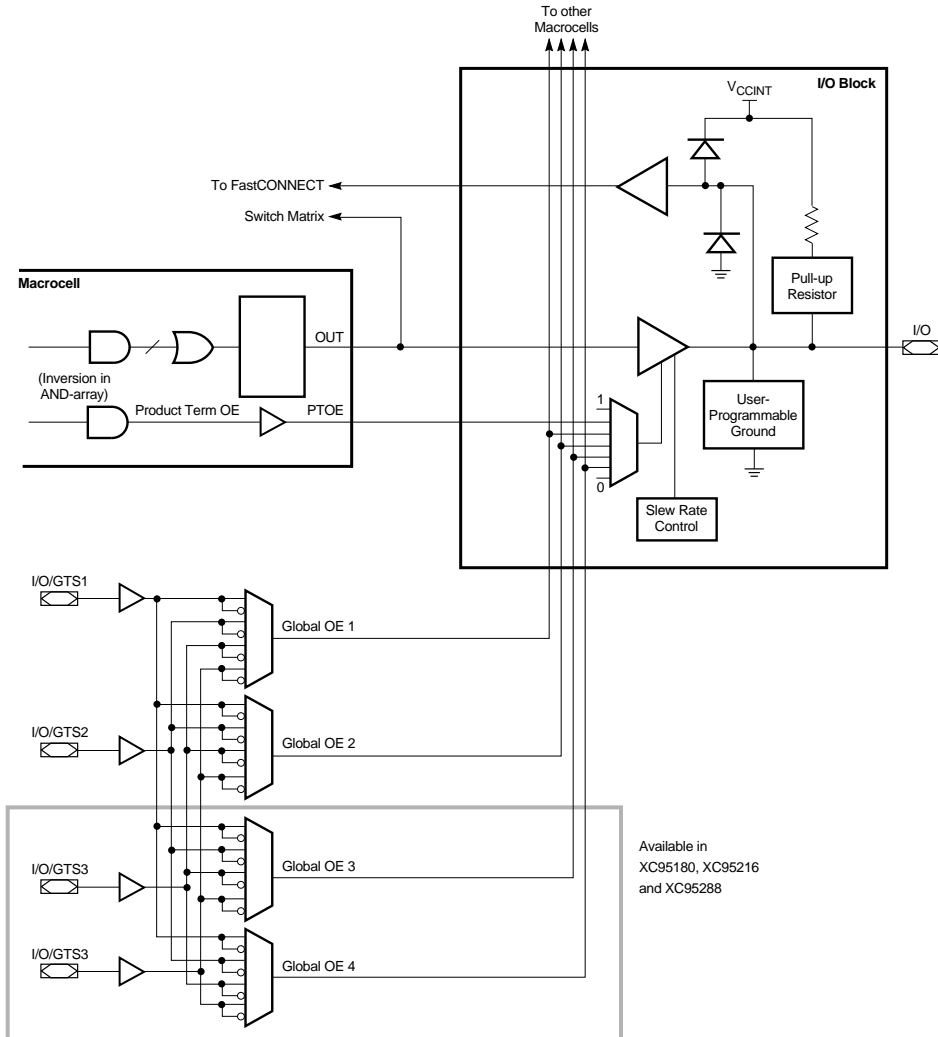 To other
Macrocells
I/O Block
VCCINT
To FastCONNECT
Switch Matrix
Macrocell
Pull-up
Resistor
OUT
I/O
(Inversion in
AND-array)
Product Term OE
PTOE
1
User-
Programmable
Ground
0
Slew Rate
Control
I/O/GTS1
Global OE 1
I/O/GTS2
Global OE 2
I/O/GTS3
Global OE 3
Available in
XC95180, XC95216
and XC95288
I/O/GTS3
Global OE 4